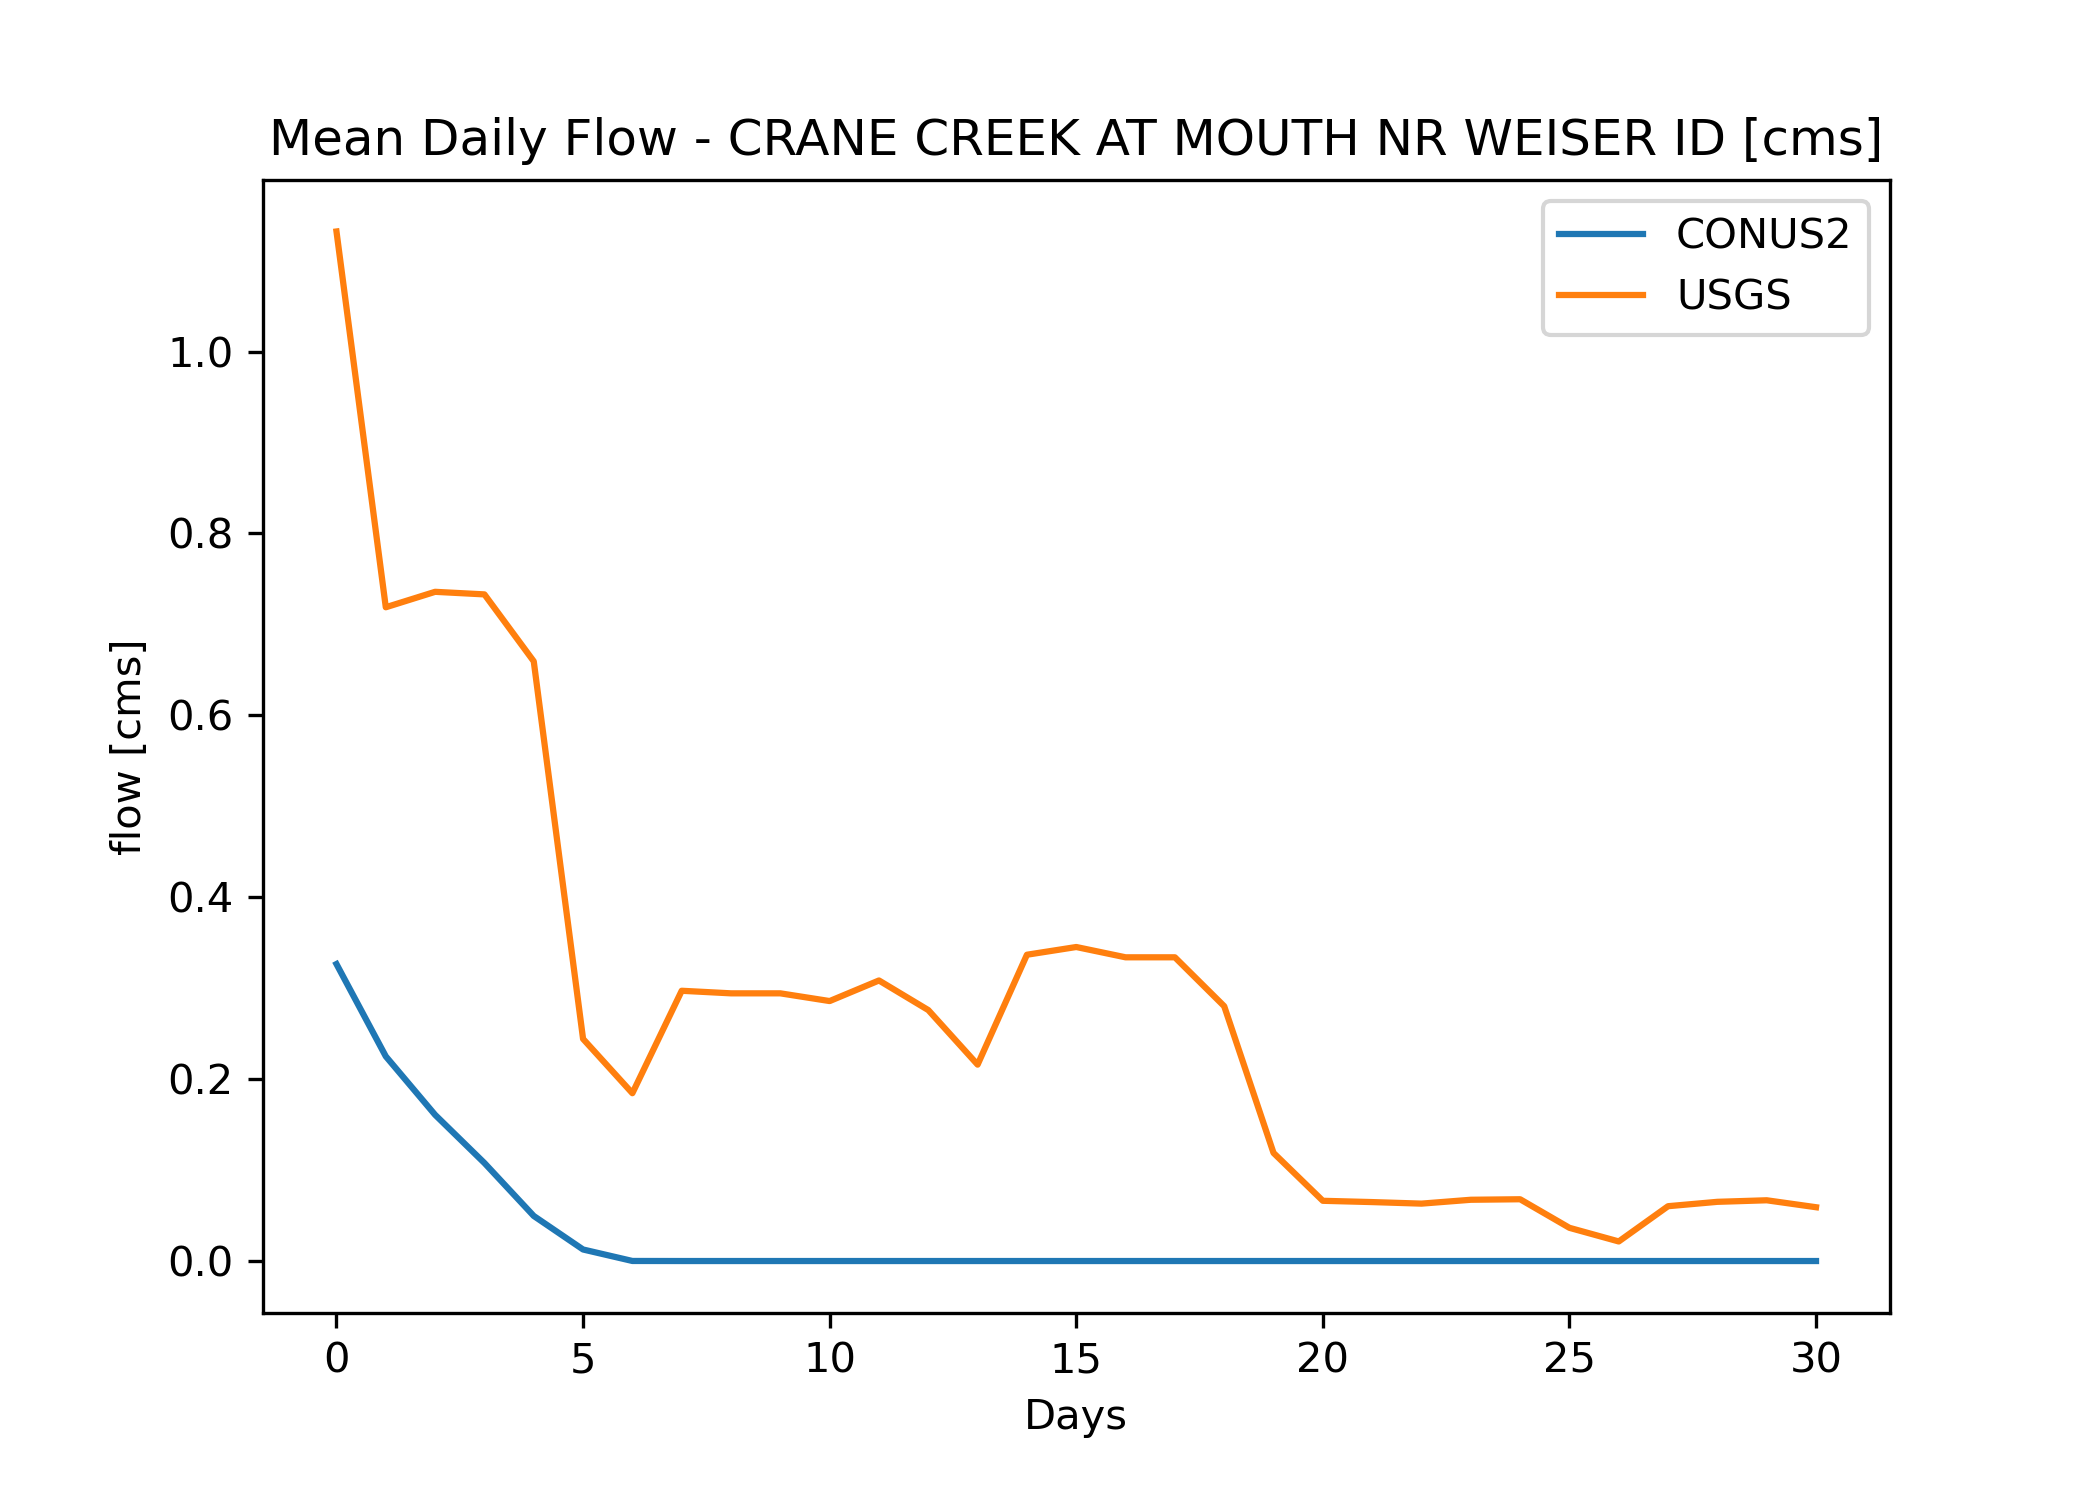 Mean Daily Flow - CRANE CREEK AT MOUTH NR WEISER ID [cms]
CONUS2
USGS
flow [cms]
1.0
0.8
0.6
0.4
0.2
0.0
0 5 10 15 20 25 30
Days